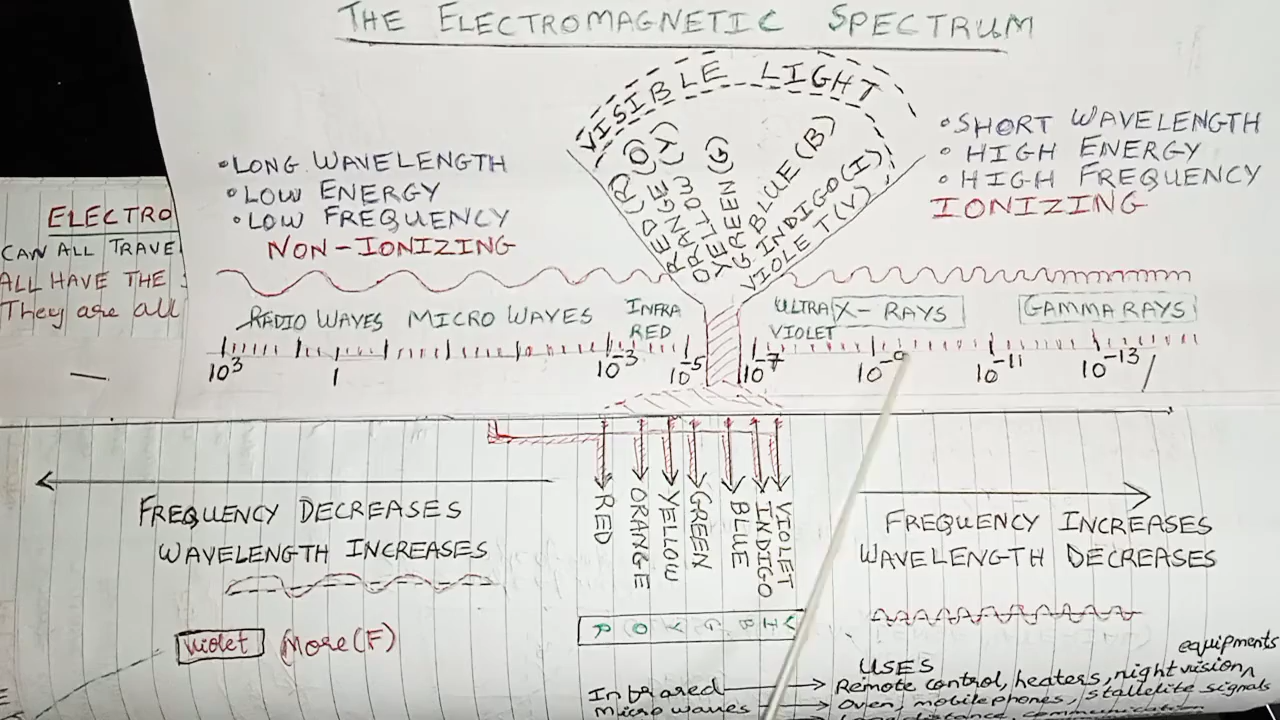 THE ELECTROMAGNETIC SPECTRUM
VISIBLE LIGHT
RED(R)
ORANGE(O)
YELLOW(Y)
GREEN(G)
BLUE(B)
INDIGO(I)
VIOLET(V)
•LONG WAVELENGTH
•LOW ENERGY
•LOW FREQUENCY
NON-IONIZING
•SHORT WAVELENGTH
•HIGH ENERGY
•HIGH FREQUENCY
IONIZING
ELECTRO
CAN ALL TRAVE
ALL HAVE THE
They are all
RADIO WAVES MICRO WAVES INFRA RED ULTRA VIOLET X-RAYS GAMMA RAYS
10³ 1 10⁻³ 10⁻⁵ 10⁻⁷ 10⁻⁹ 10⁻¹¹ 10⁻¹³
RED ORANGE YELLOW GREEN BLUE INDIGO VIOLET
FREQUENCY DECREASES
WAVELENGTH INCREASES
FREQUENCY INCREASES
WAVELENGTH DECREASES
R O Y G B I V
Violet More(F)
equipments
USES
Infrared → Remote control, heaters, night vision
Micro waves → Oven, mobile phones, stallelite signals